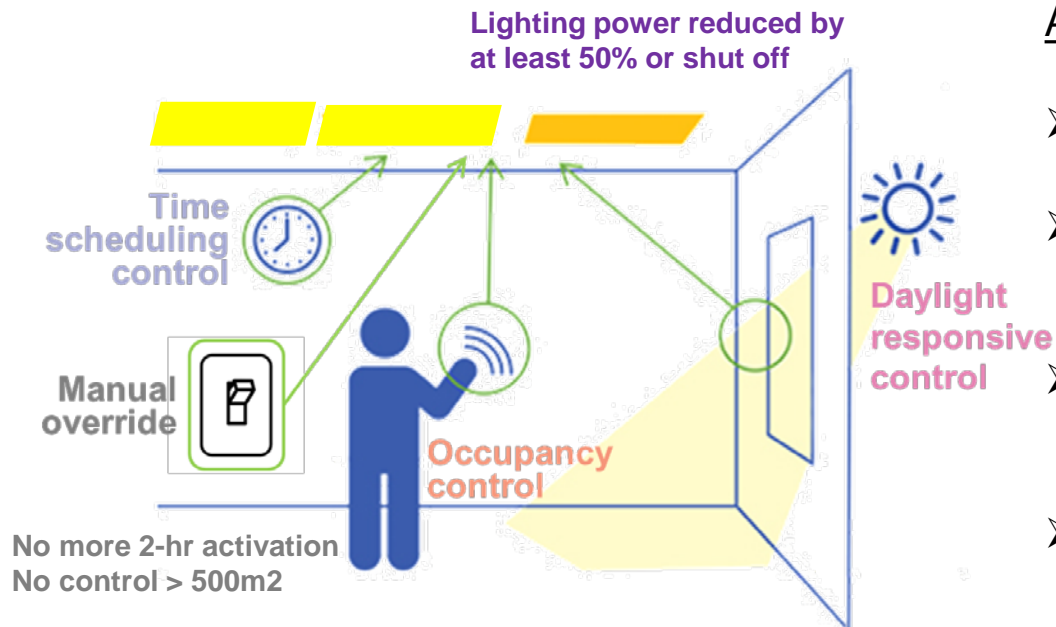 Lighting power reduced by
at least 50% or shut off
A
Time
scheduling
control
Daylight
responsive
control
Manual
override
Occupancy
control
No more 2-hr activation
No control > 500m2